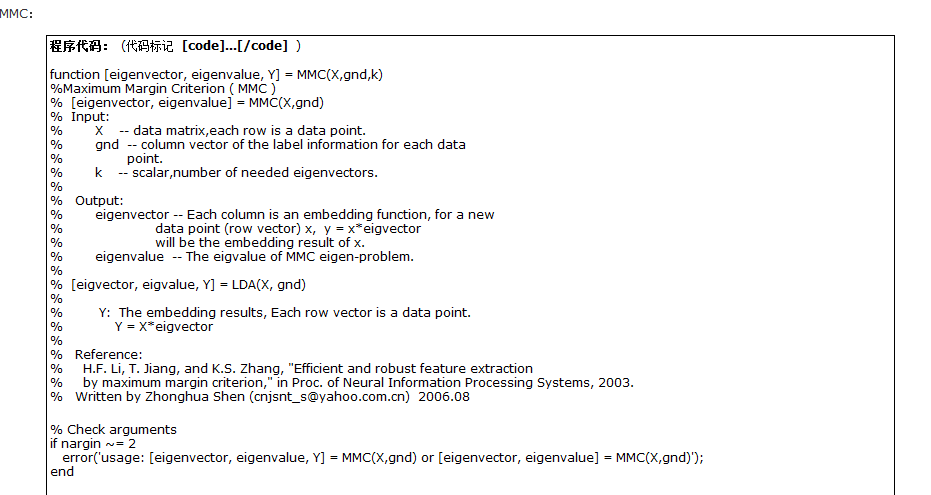 MMC：
程序代码：（代码标记 [code]...[/code] ）
function [eigenvector, eigenvalue, Y] = MMC(X,gnd,k)
%Maximum Margin Criterion ( MMC )
% [eigenvector, eigenvalue] = MMC(X,gnd)
% Input:
% X -- data matrix,each row is a data point.
% gnd -- column vector of the label information for each data
% point.
% k -- scalar,number of needed eigenvectors.
%
% Output:
% eigenvector -- Each column is an embedding function, for a new
% data point (row vector) x, y = x*eigvector
% will be the embedding result of x.
% eigenvalue -- The eigvalue of MMC eigen-problem.
%
% [eigvector, eigvalue, Y] = LDA(X, gnd)
%
% Y: The embedding results, Each row vector is a data point.
% Y = X*eigvector
%
% Reference:
% H.F. Li, T. Jiang, and K.S. Zhang, "Efficient and robust feature extraction
% by maximum margin criterion," in Proc. of Neural Information Processing Systems, 2003.
% Written by Zhonghua Shen (cnjsnt_s@yahoo.com.cn) 2006.08
% Check arguments
if nargin ~= 2
error('usage: [eigenvector, eigenvalue, Y] = MMC(X,gnd) or [eigenvector, eigenvalue] = MMC(X,gnd)');
end